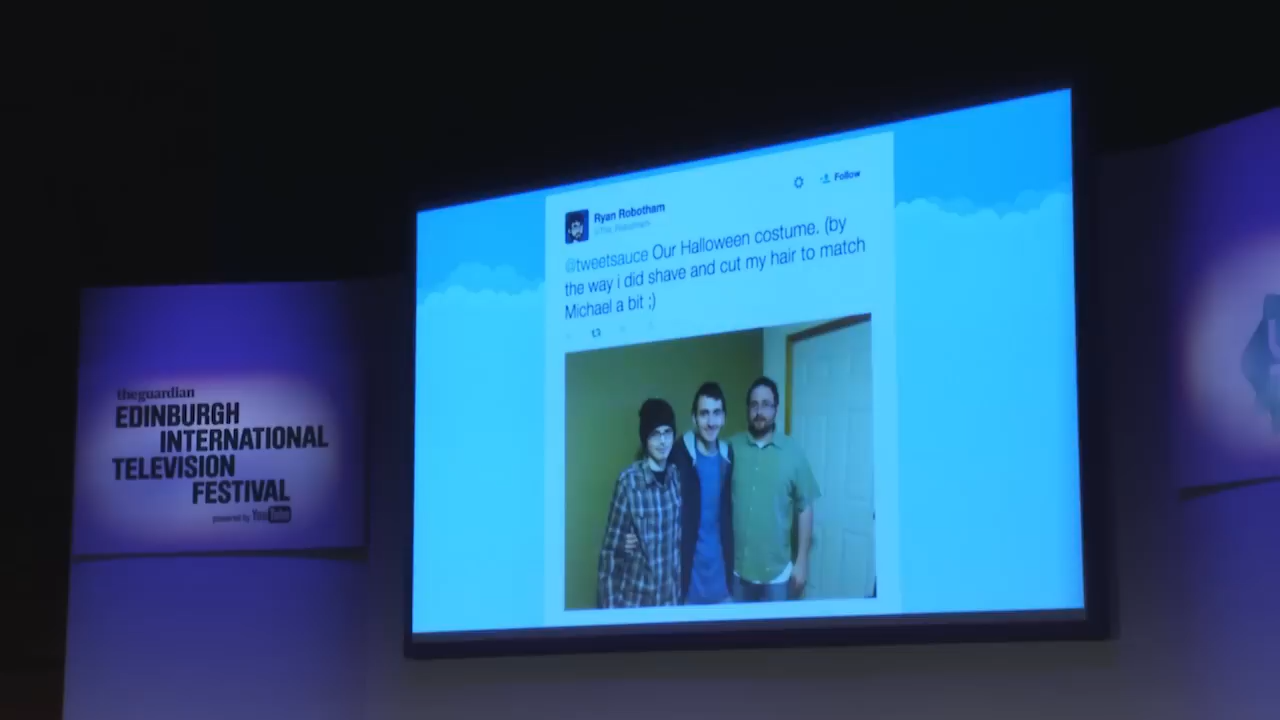 theguardian
EDINBURGH
INTERNATIONAL
TELEVISION
FESTIVAL
powered by YouTube
Follow
Ryan Robotham
@tweetsauce Our Halloween costume. (by
the way i did shave and cut my hair to match
Michael a bit ;)